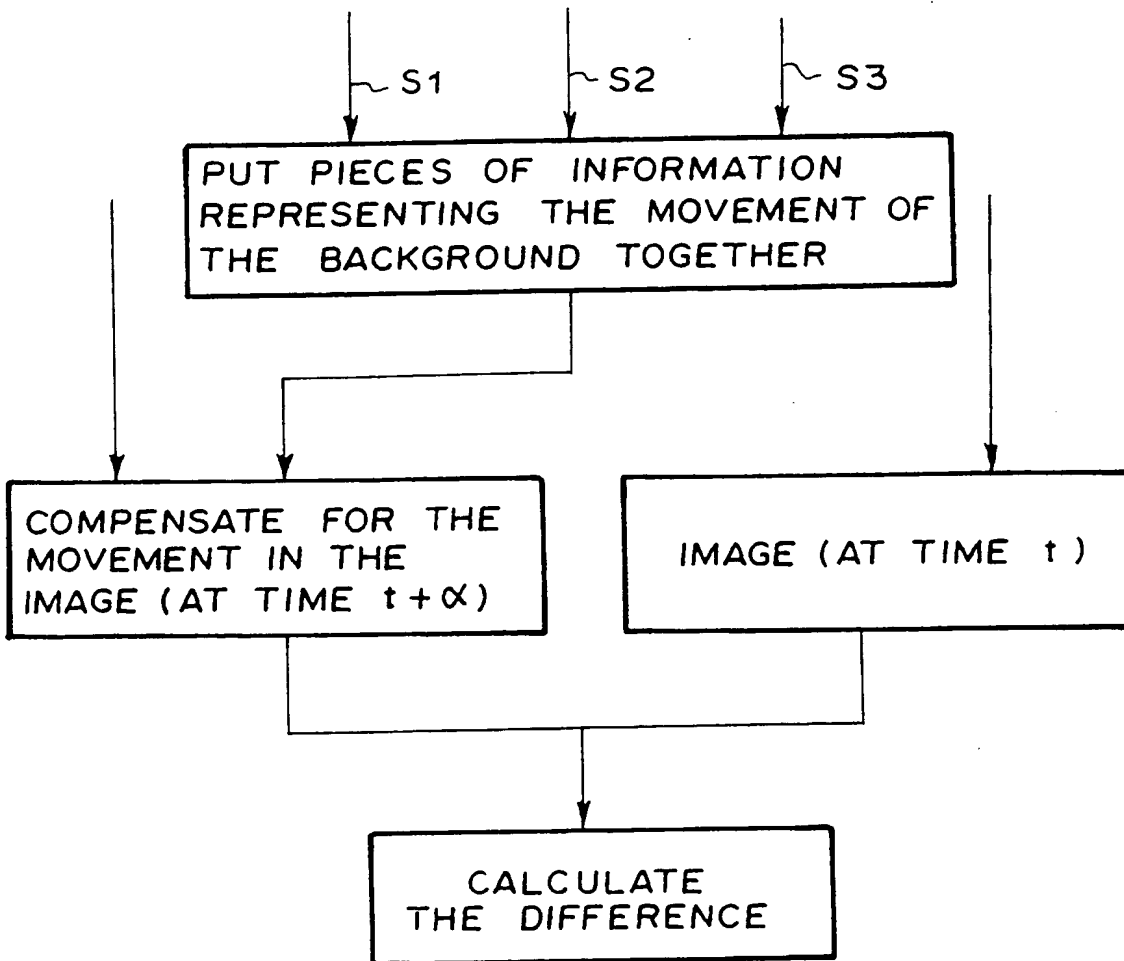 S1
S2
S3
PUT PIECES OF INFORMATION
REPRESENTING THE MOVEMENT OF
THE BACKGROUND TOGETHER
COMPENSATE FOR THE
MOVEMENT IN THE
IMAGE (AT TIME t+α)
IMAGE (AT TIME t)
CALCULATE
THE DIFFERENCE